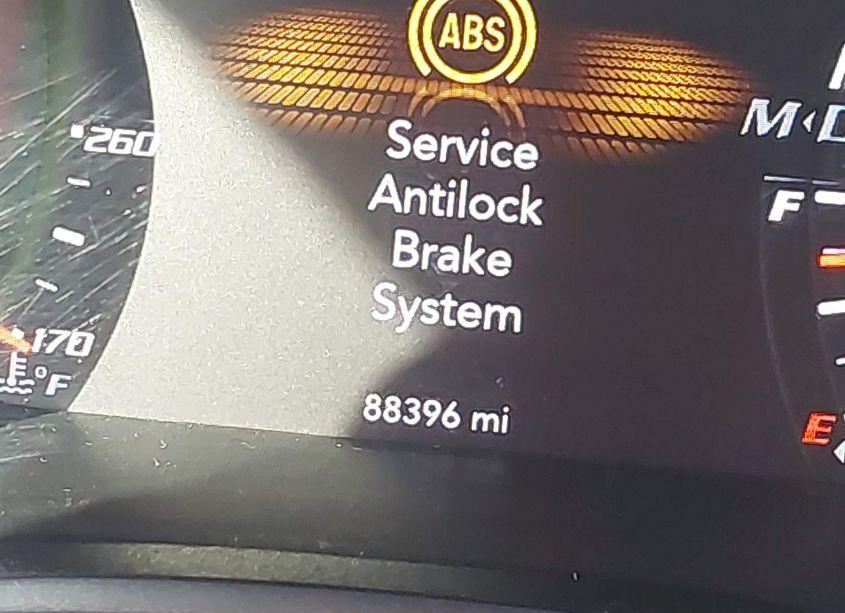 ABS
Service
Antilock
Brake
System
88396 mi
260
170
°F
M
F
E